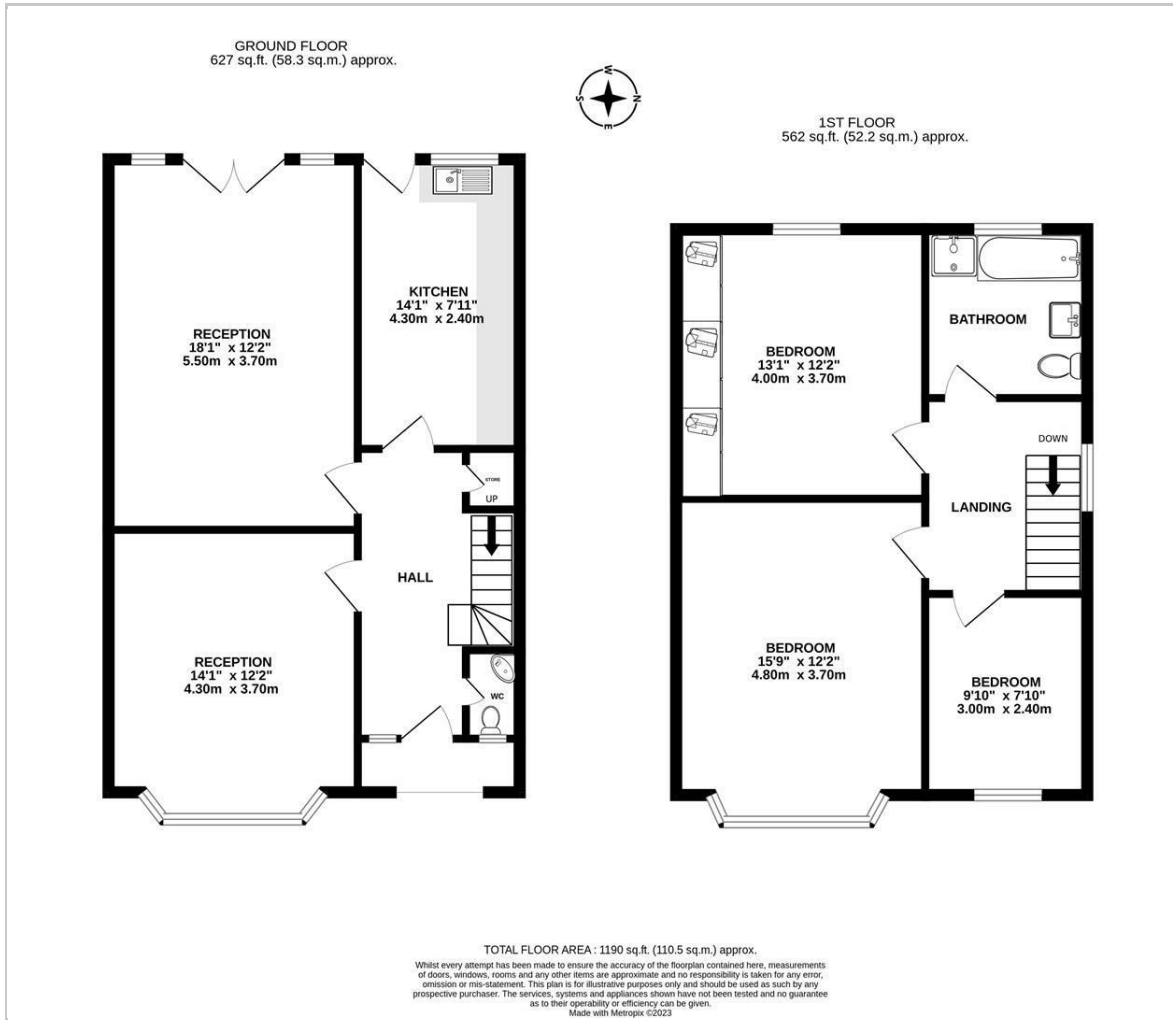 GROUND FLOOR
627 sq.ft. (58.3 sq.m.) approx.
W
S
N
E
1ST FLOOR
562 sq.ft. (52.2 sq.m.) approx.
KITCHEN
14'1" x 7'11"
4.30m x 2.40m
RECEPTION
18'1" x 12'2"
5.50m x 3.70m
STORE
UP
HALL
RECEPTION
14'1" x 12'2"
4.30m x 3.70m
WC
BATHROOM
BEDROOM
13'1" x 12'2"
4.00m x 3.70m
DOWN
LANDING
BEDROOM
15'9" x 12'2"
4.80m x 3.70m
BEDROOM
9'10" x 7'10"
3.00m x 2.40m
TOTAL FLOOR AREA : 1190 sq.ft. (110.5 sq.m.) approx.
Whilst every attempt has been made to ensure the accuracy of the floorplan contained here, measurements
of doors, windows, rooms and any other items are approximate and no responsibility is taken for any error,
omission or mis-statement. This plan is for illustrative purposes only and should be used as such by any
prospective purchaser. The services, systems and appliances shown have not been tested and no guarantee
as to their operability or efficiency can be given.
Made with Metropix ©2023